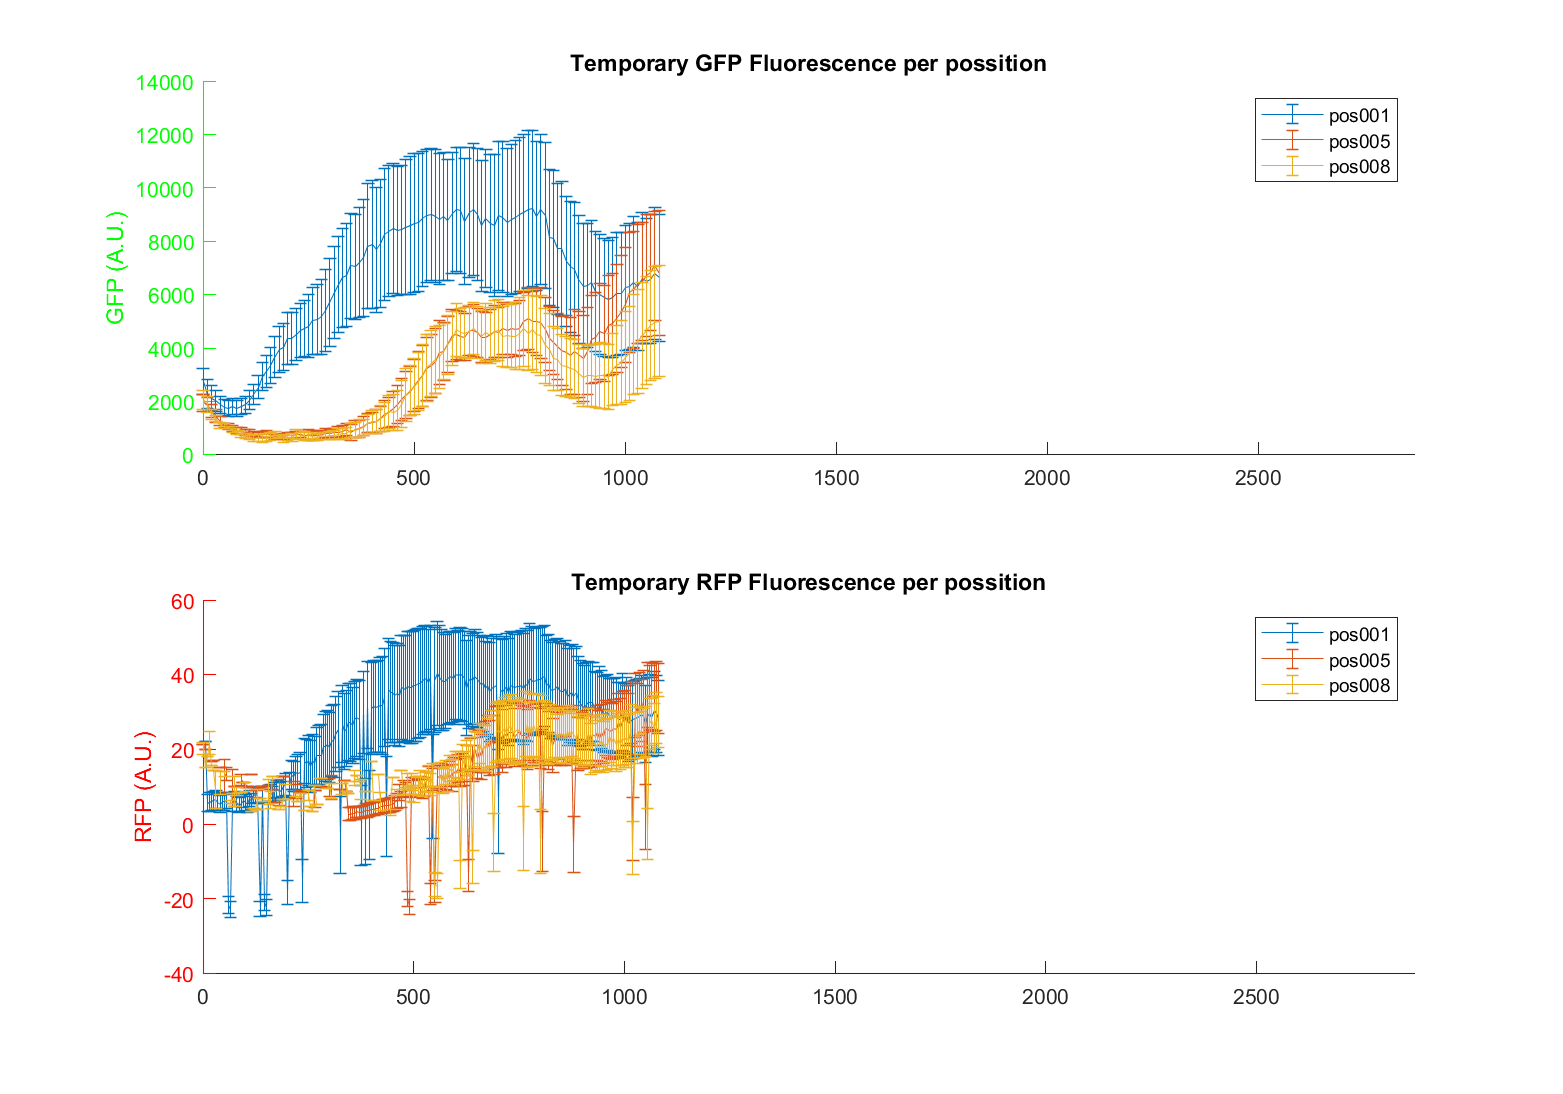 Temporary GFP Fluorescence per possition
14000
12000
10000
8000
6000
4000
2000
0
GFP (A.U.)
0 500 1000 1500 2000 2500
pos001
pos005
pos008
Temporary RFP Fluorescence per possition
60
40
20
0
-20
-40
RFP (A.U.)
0 500 1000 1500 2000 2500
pos001
pos005
pos008